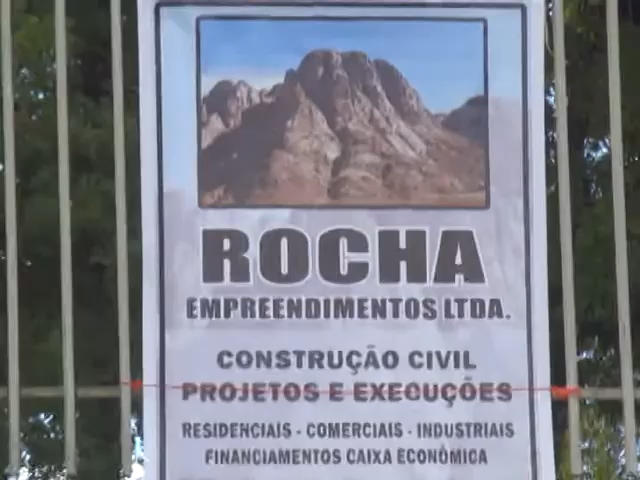 ROCHA
EMPREENDIMENTOS LTDA.
CONSTRUÇÃO CIVIL
PROJETOS E EXECUÇÕES
RESIDENCIAIS - COMERCIAIS - INDUSTRIAIS
FINANCIAMENTOS CAIXA ECONÔMICA